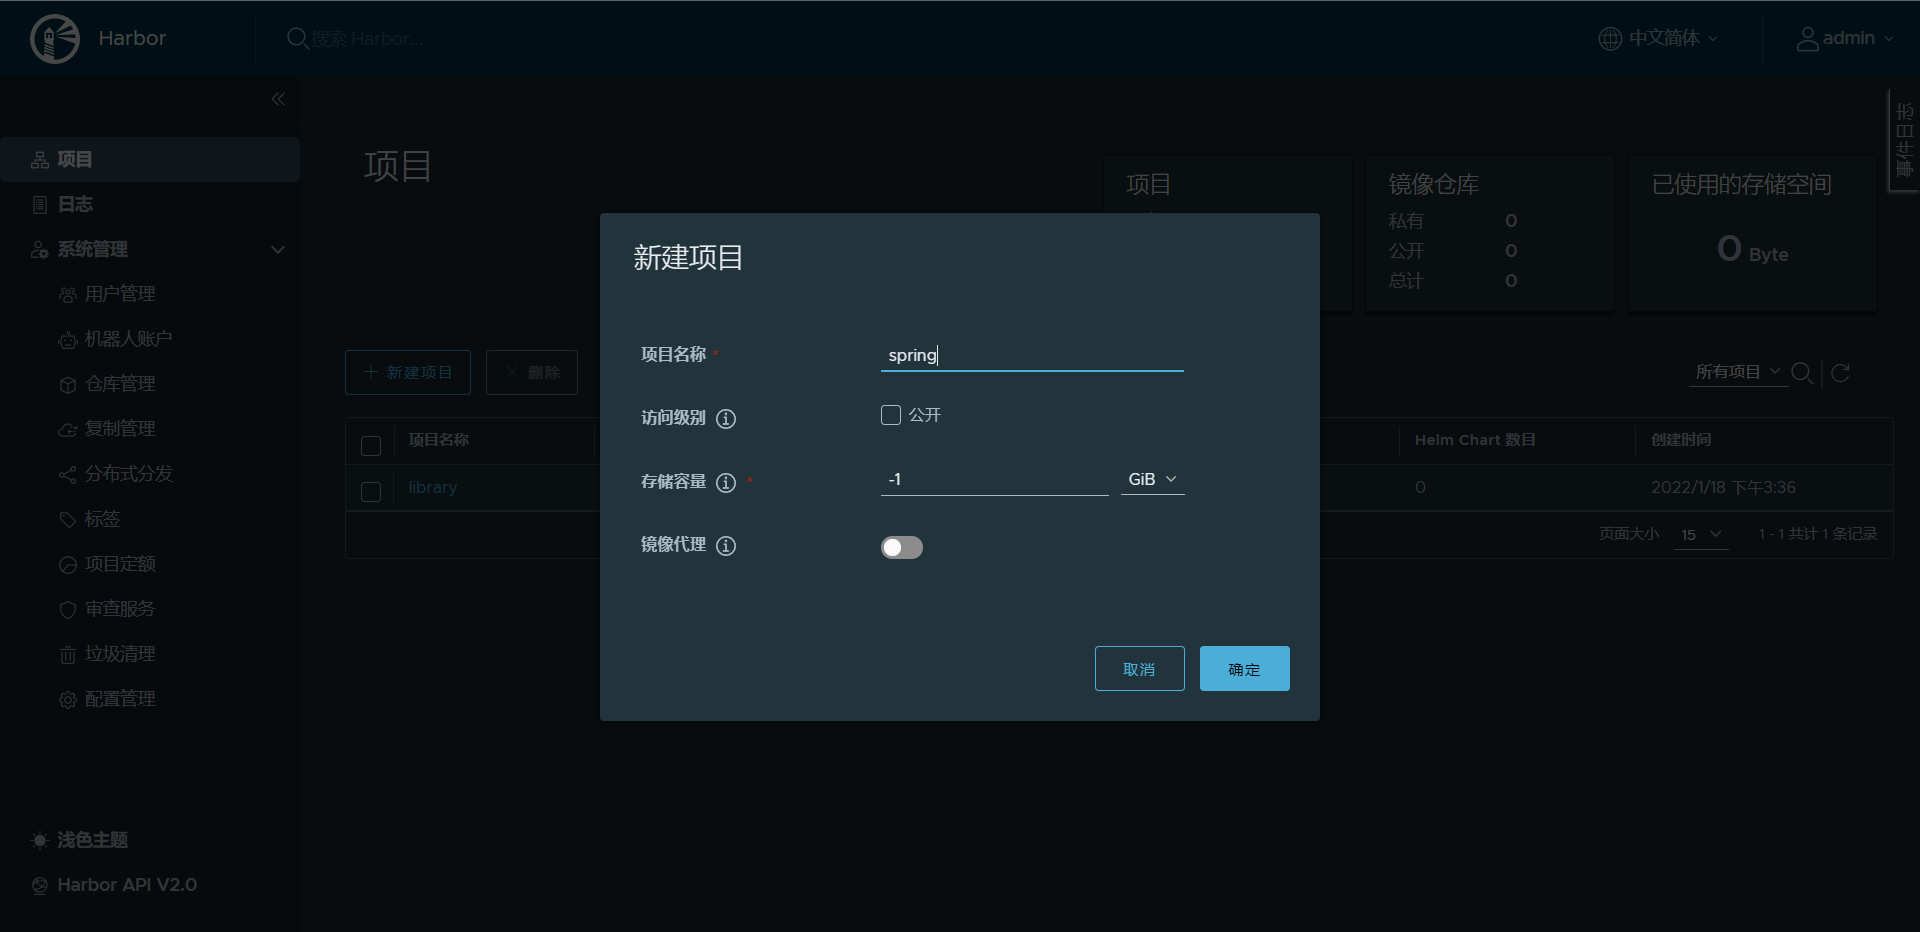 Harbor
搜索 Harbor...
中文简体
admin
事件日志
项目
日志
系统管理
用户管理
机器人账户
仓库管理
复制管理
分布式分发
标签
项目定额
审查服务
垃圾清理
配置管理
浅色主题
Harbor API V2.0
项目
项目
镜像仓库
私有 0
公开 0
总计 0
已使用的存储空间
0 Byte
新建项目
删除
所有项目
项目名称
Helm Chart 数目
创建时间
library
0
2022/1/18 下午3:36
页面大小 15
1 - 1 共计 1 条记录
新建项目
项目名称 *
spring
访问级别
公开
存储容量 *
-1
GiB
镜像代理
取消
确定